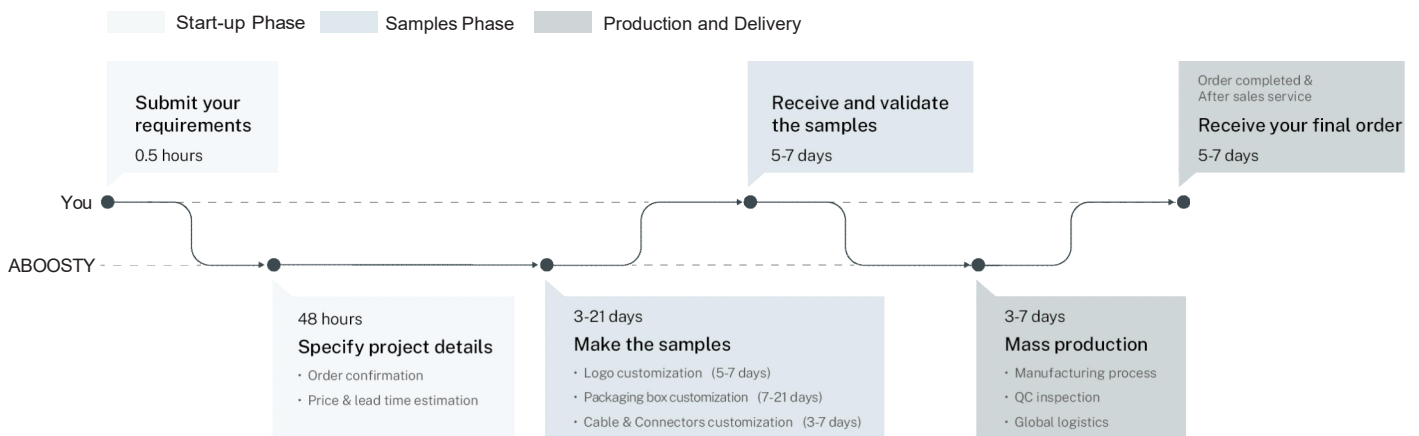 Start-up Phase
Samples Phase
Production and Delivery
Submit your
requirements
0.5 hours
Receive and validate
the samples
5-7 days
Order completed &
After sales service
Receive your final order
5-7 days
You
ABOOSTY
48 hours
Specify project details
• Order confirmation
• Price & lead time estimation
3-21 days
Make the samples
• Logo customization (5-7 days)
• Packaging box customization (7-21 days)
• Cable & Connectors customization (3-7 days)
3-7 days
Mass production
• Manufacturing process
• QC inspection
• Global logistics